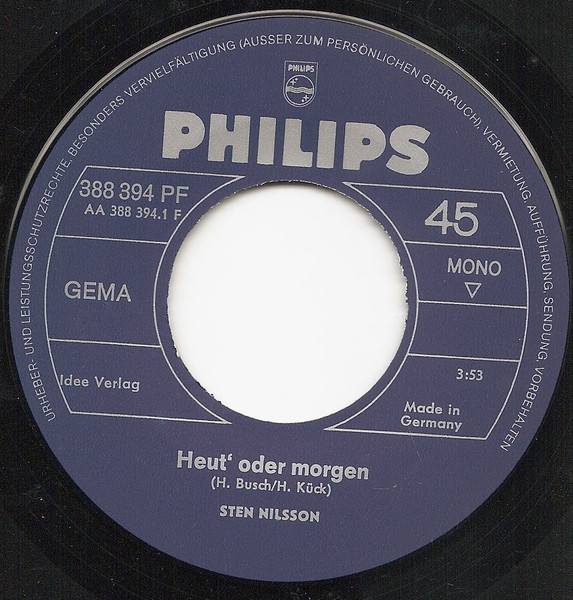 URHEBER- UND LEISTUNGSSCHUTZRECHTE, BESONDERS VERVIELFÄLTIGUNG (AUSSER ZUM PERSÖNLICHEN GEBRAUCH), VERMIETUNG, AUFFÜHRUNG, SENDUNG, VORBEHALTEN
PHILIPS
PHILIPS
388 394 PF
AA 388 394.1 F
45
GEMA
MONO
Idee Verlag
3:53
Made in
Germany
Heut' oder morgen
(H. Busch/H. Kück)
STEN NILSSON